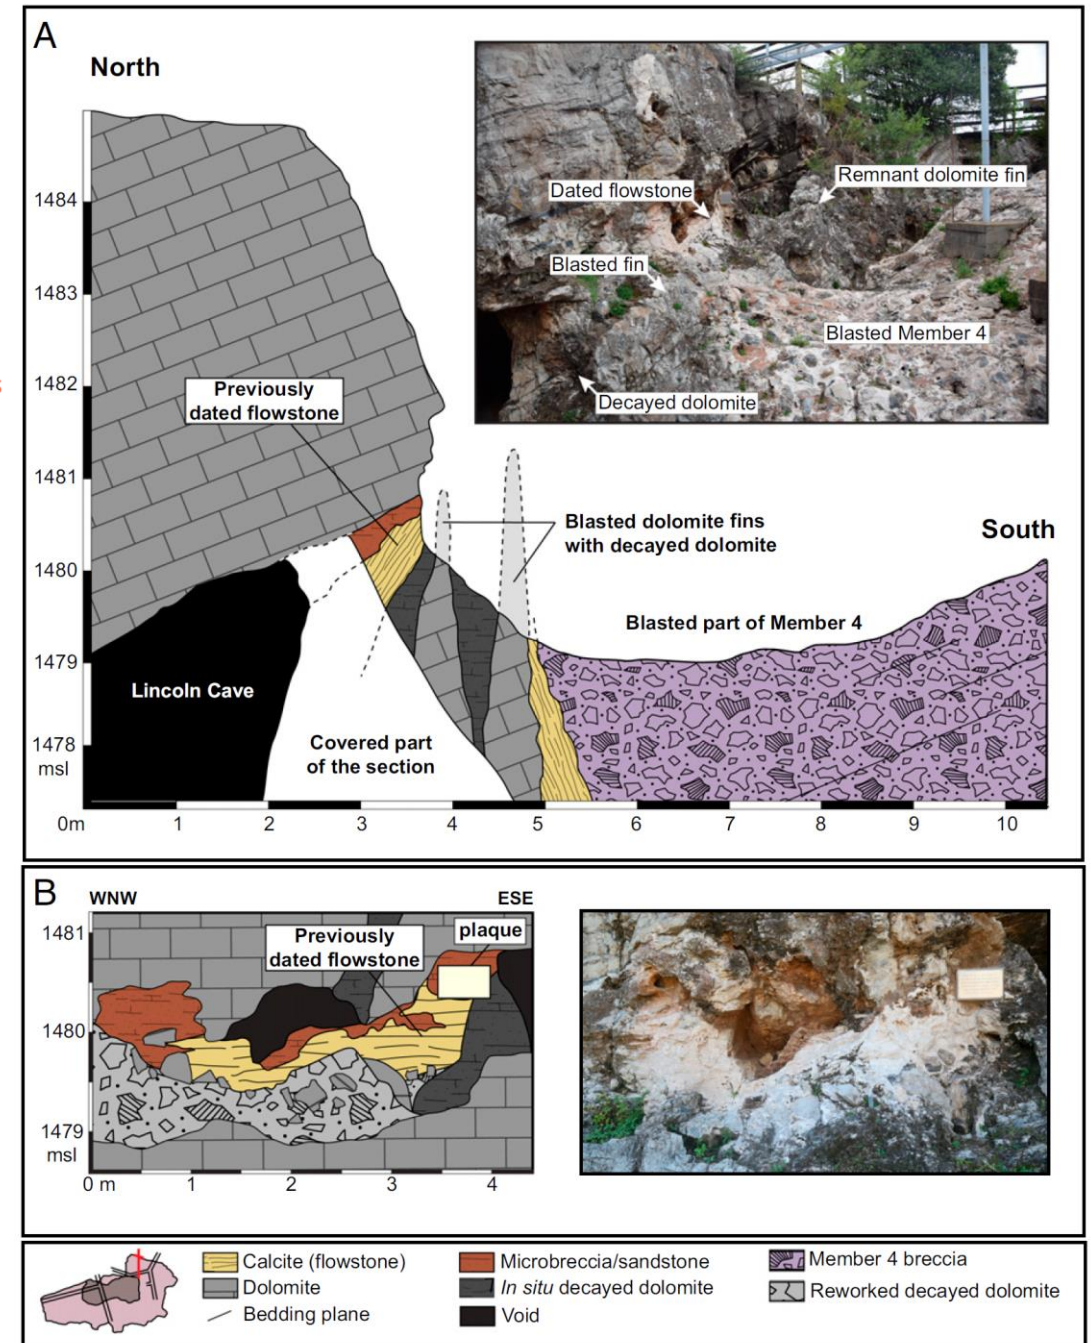 A
North
South
1484
1483
1482
1481
1480
1479
1478
msl
0m
1
2
3
4
5
6
7
8
9
10
Previously
dated flowstone
Blasted dolomite fins
with decayed dolomite
Blasted part of Member 4
Lincoln Cave
Covered part
of the section
Dated flowstone
Remnant dolomite fin
Blasted fin
Blasted Member 4
Decayed dolomite
s
B
WNW
ESE
1481
1480
1479
msl
0 m
1
2
3
4
Previously
dated flowstone
plaque
Calcite (flowstone)
Dolomite
Bedding plane
Microbreccia/sandstone
In situ decayed dolomite
Void
Member 4 breccia
Reworked decayed dolomite